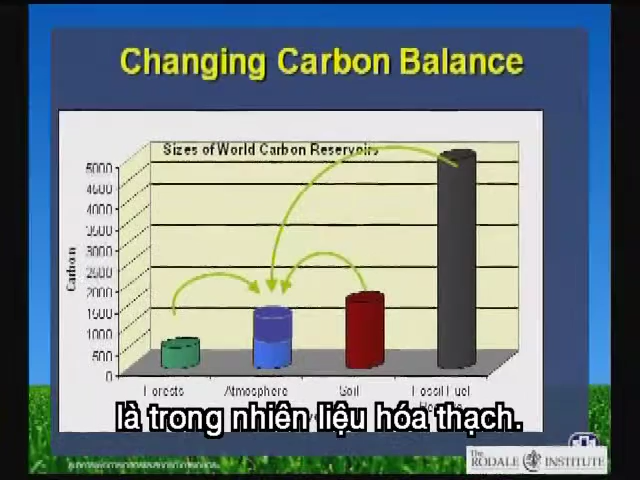 Changing Carbon Balance
Sizes of World Carbon Reservoirs
5000
4500
4000
3500
3000
2500
2000
1500
1000
500
0
Carbon
Forests
Atmosphere
Soil
Fossil Fuel
là trong nhiên liệu hóa thạch.
The
RODALE INSTITUTE